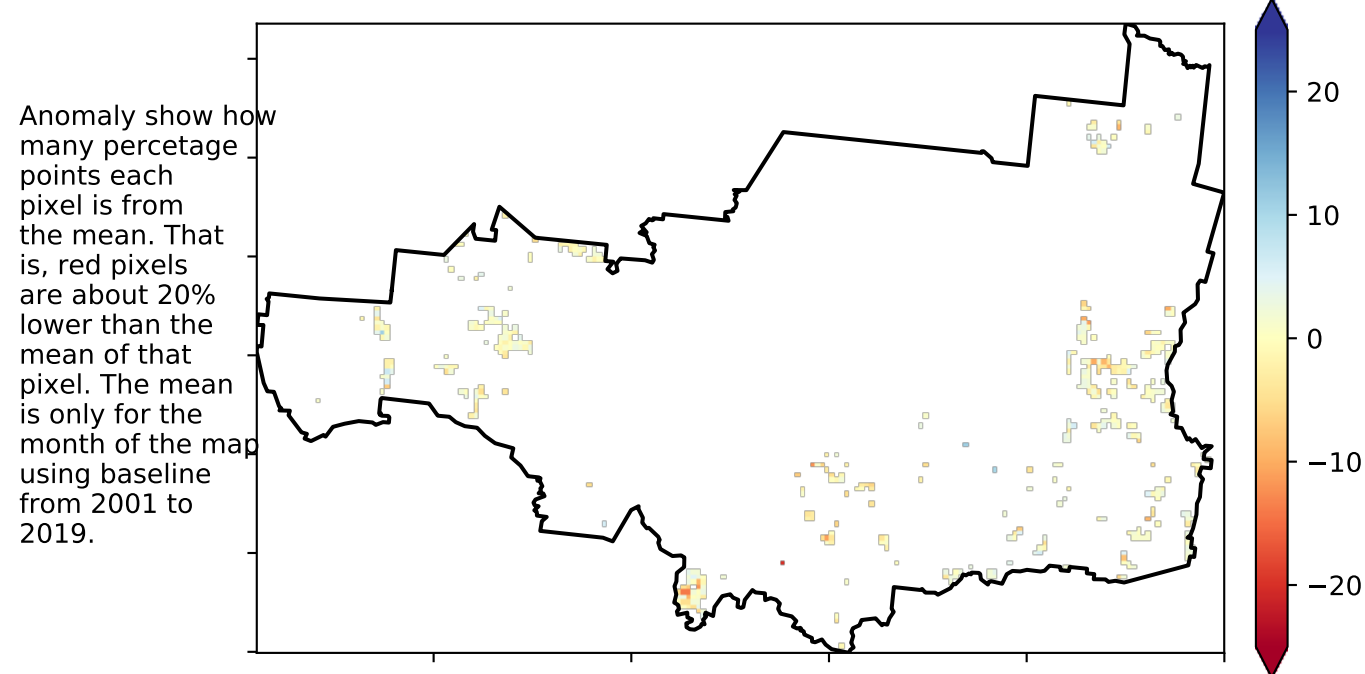 Anomaly show how
many percetage
points each
pixel is from
the mean. That
is, red pixels
are about 20%
lower than the
mean of that
pixel. The mean
is only for the
month of the map
using baseline
from 2001 to
2019.
20
10
0
−10
−20